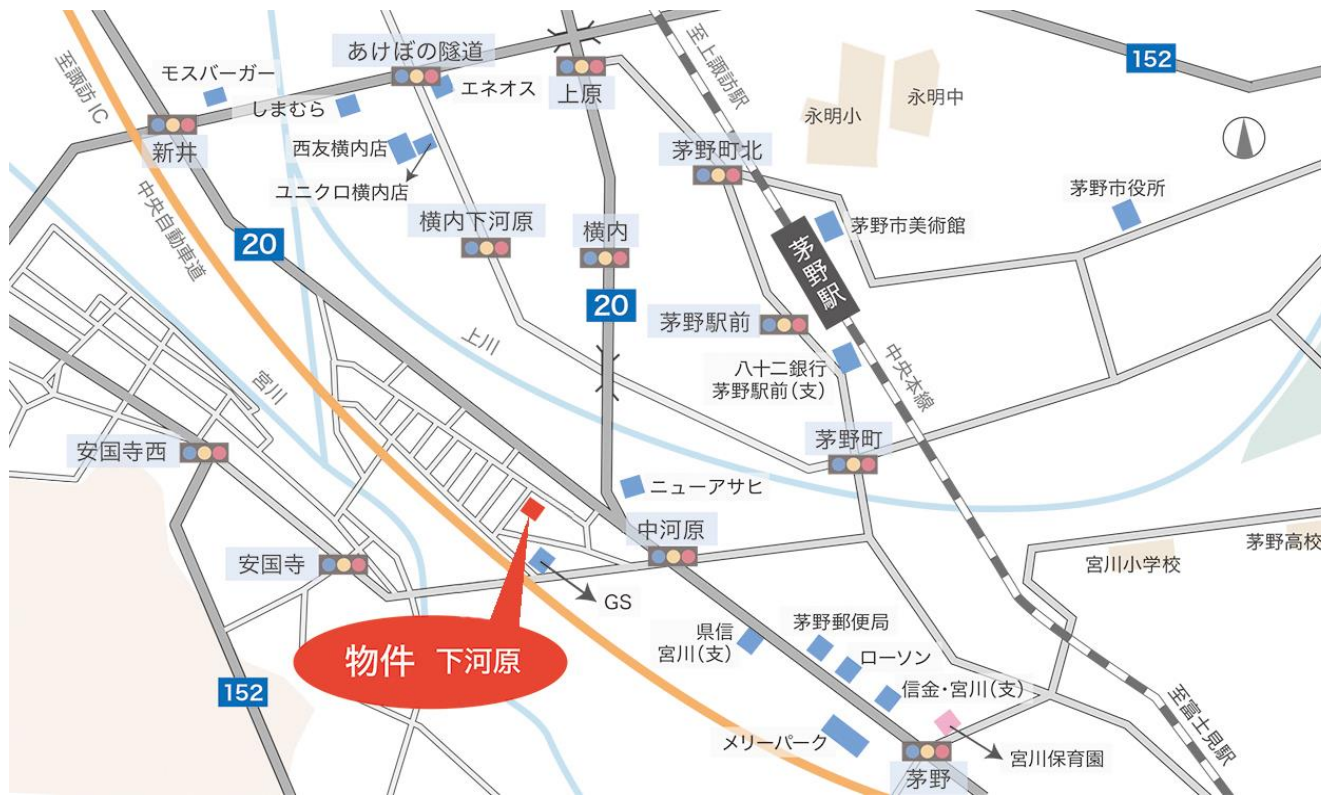 至諏訪IC
モスバーガー
あけぼの隧道
エネオス
上原
至上諏訪駅
永明小
永明中
152
しまむら
新井
西友横内店
ユニクロ横内店
茅野町北
茅野市役所
中央自動車道
20
横内下河原
横内
茅野市美術館
茅野駅
20
茅野駅前
上川
八十二銀行
茅野駅前(支)
中央本線
宮川
安国寺西
茅野町
ニューアサヒ
中河原
安国寺
茅野高校
宮川小学校
GS
物件 下河原
県信
宮川(支)
茅野郵便局
ローソン
信金・宮川(支)
152
メリーパーク
茅野
宮川保育園
至富士見駅